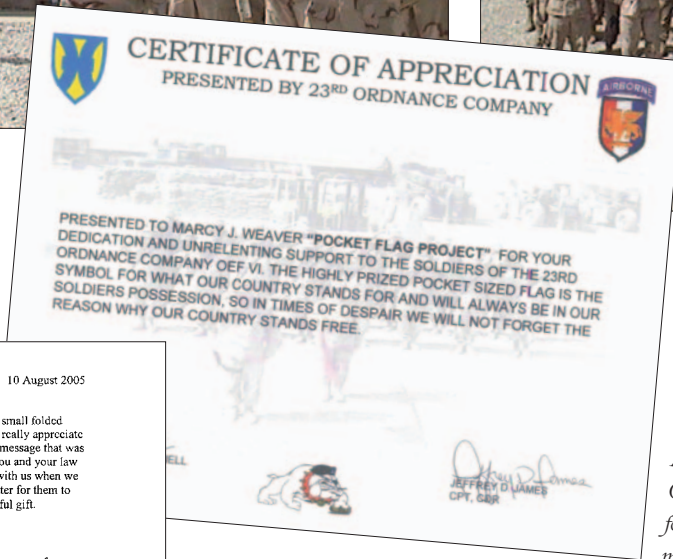 CERTIFICATE OF APPRECIATION
PRESENTED BY 23RD ORDNANCE COMPANY
AIRBORNE
PRESENTED TO MARCY J. WEAVER "POCKET FLAG PROJECT" FOR YOUR
DEDICATION AND UNRELENTING SUPPORT TO THE SOLDIERS OF THE 23RD
ORDNANCE COMPANY OEF VI. THE HIGHLY PRIZED POCKET SIZED FLAG IS THE
SYMBOL FOR WHAT OUR COUNTRY STANDS FOR AND WILL ALWAYS BE IN OUR
SOLDIERS POSSESSION, SO IN TIMES OF DESPAIR WE WILL NOT FORGET THE
REASON WHY OUR COUNTRY STANDS FREE.
JEFFREY D JAMES
CPT, CDR
10 August 2005
small folded
really appreciate
message that was
ou and your law
with us when we
ter for them to
ful gift.